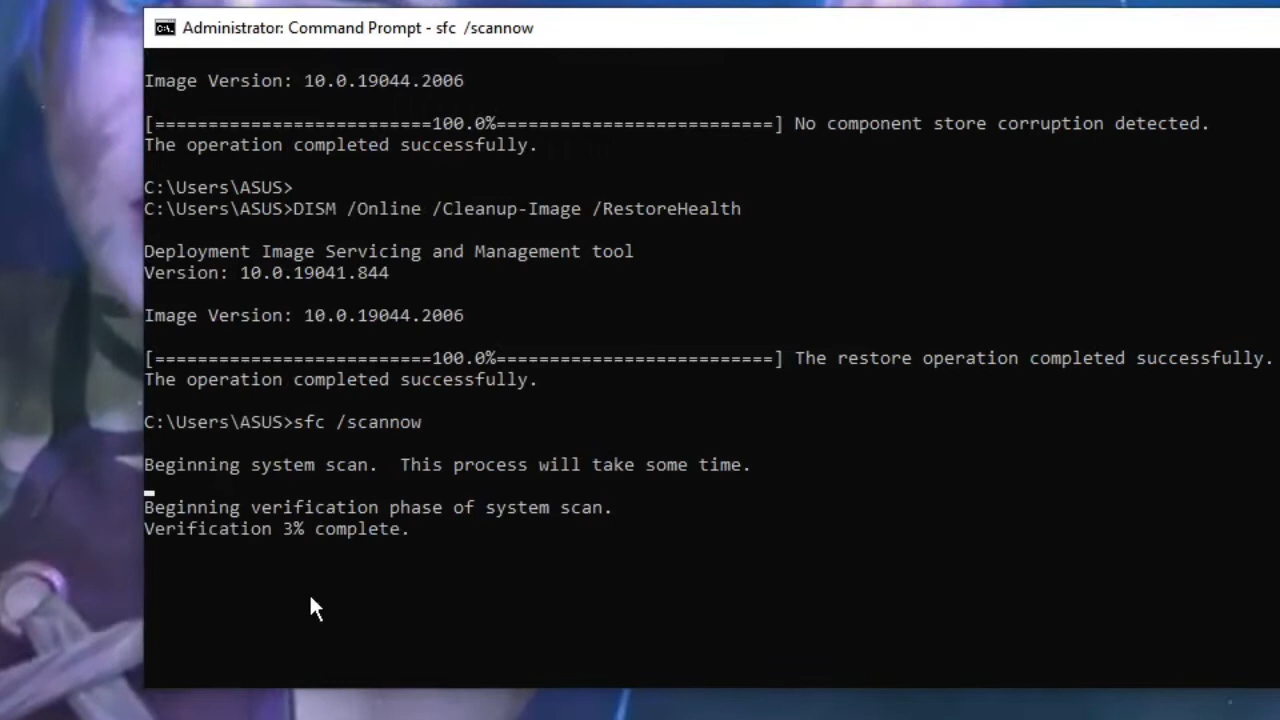 Administrator: Command Prompt - sfc  /scannow
Image Version: 10.0.19044.2006
[==========================100.0%==========================] No component store corruption detected.
The operation completed successfully.
C:\Users\ASUS>
C:\Users\ASUS>DISM /Online /Cleanup-Image /RestoreHealth
Deployment Image Servicing and Management tool
Version: 10.0.19041.844
Image Version: 10.0.19044.2006
[==========================100.0%==========================] The restore operation completed successfully.
The operation completed successfully.
C:\Users\ASUS>sfc /scannow
Beginning system scan.  This process will take some time.
Beginning verification phase of system scan.
Verification 3% complete.